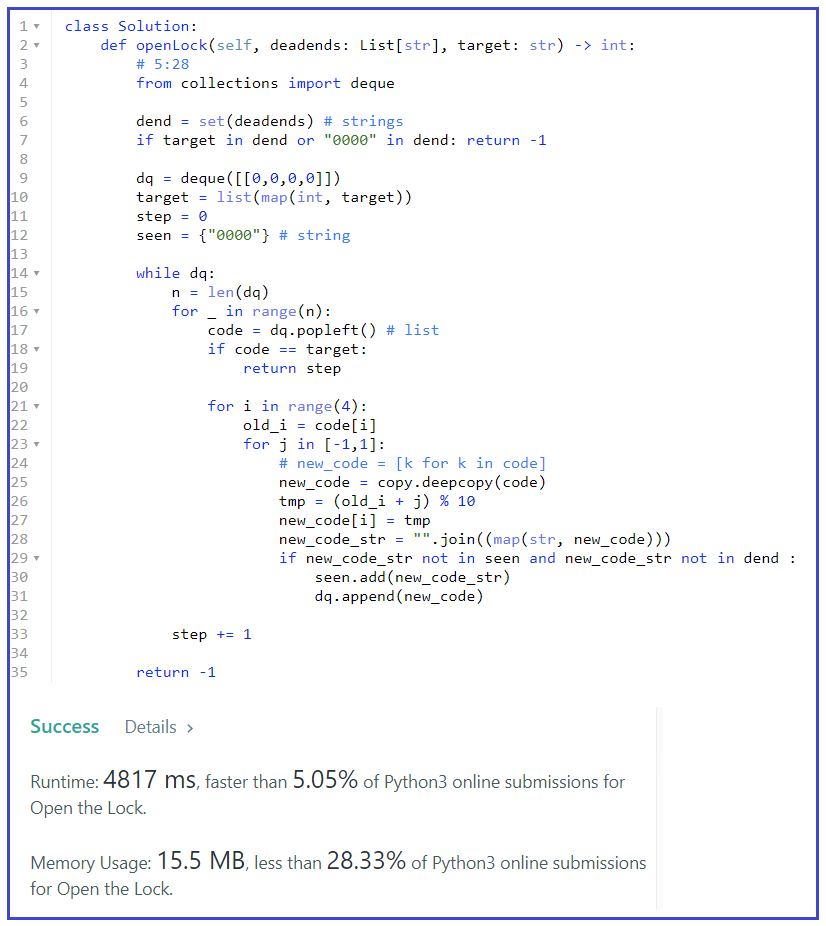 1 class Solution:
2 def openLock(self, deadends: List[str], target: str) -> int:
3 # 5:28
4 from collections import deque
5
6 dend = set(deadends) # strings
7 if target in dend or "0000" in dend: return -1
8
9 dq = deque([[0,0,0,0]])
10 target = list(map(int, target))
11 step = 0
12 seen = {"0000"} # string
13
14 while dq:
15 n = len(dq)
16 for _ in range(n):
17 code = dq.popleft() # list
18 if code == target:
19 return step
20
21 for i in range(4):
22 old_i = code[i]
23 for j in [-1,1]:
24 # new_code = [k for k in code]
25 new_code = copy.deepcopy(code)
26 tmp = (old_i + j) % 10
27 new_code[i] = tmp
28 new_code_str = "".join((map(str, new_code)))
29 if new_code_str not in seen and new_code_str not in dend :
30 seen.add(new_code_str)
31 dq.append(new_code)
32
33 step += 1
34
35 return -1
Success Details >
Runtime: 4817 ms, faster than 5.05% of Python3 online submissions for
Open the Lock.
Memory Usage: 15.5 MB, less than 28.33% of Python3 online submissions
for Open the Lock.